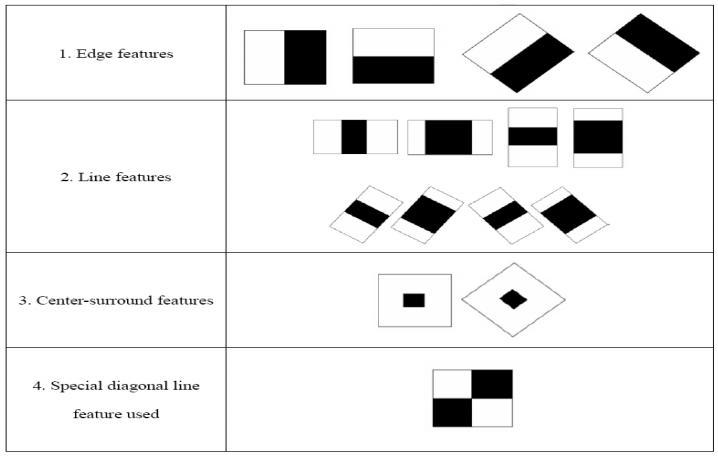 1. Edge features
2. Line features
3. Center-surround features
4. Special diagonal line
feature used